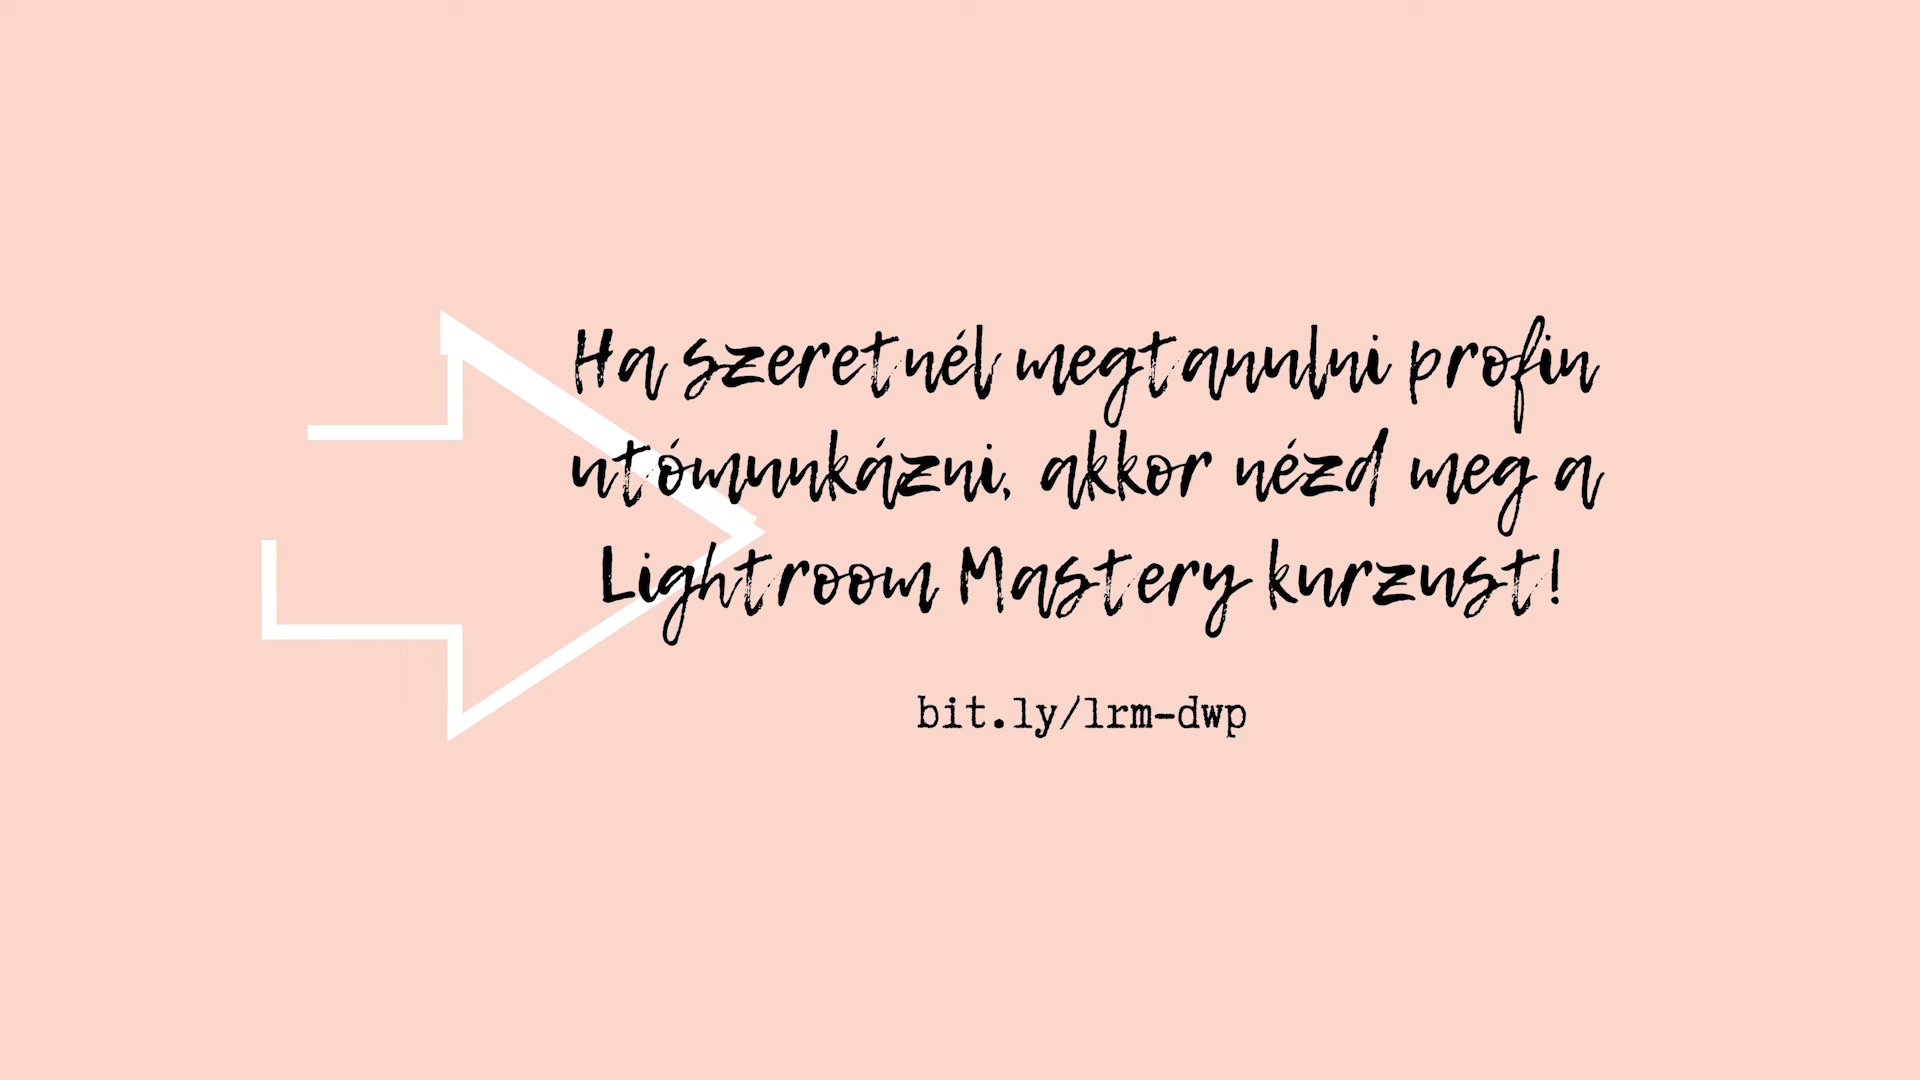 Ha szeretnél megtanulni profin
utómunkázni, akkor nézd meg a
Lightroom Mastery kurzust!
bit.ly/lrm-dwp